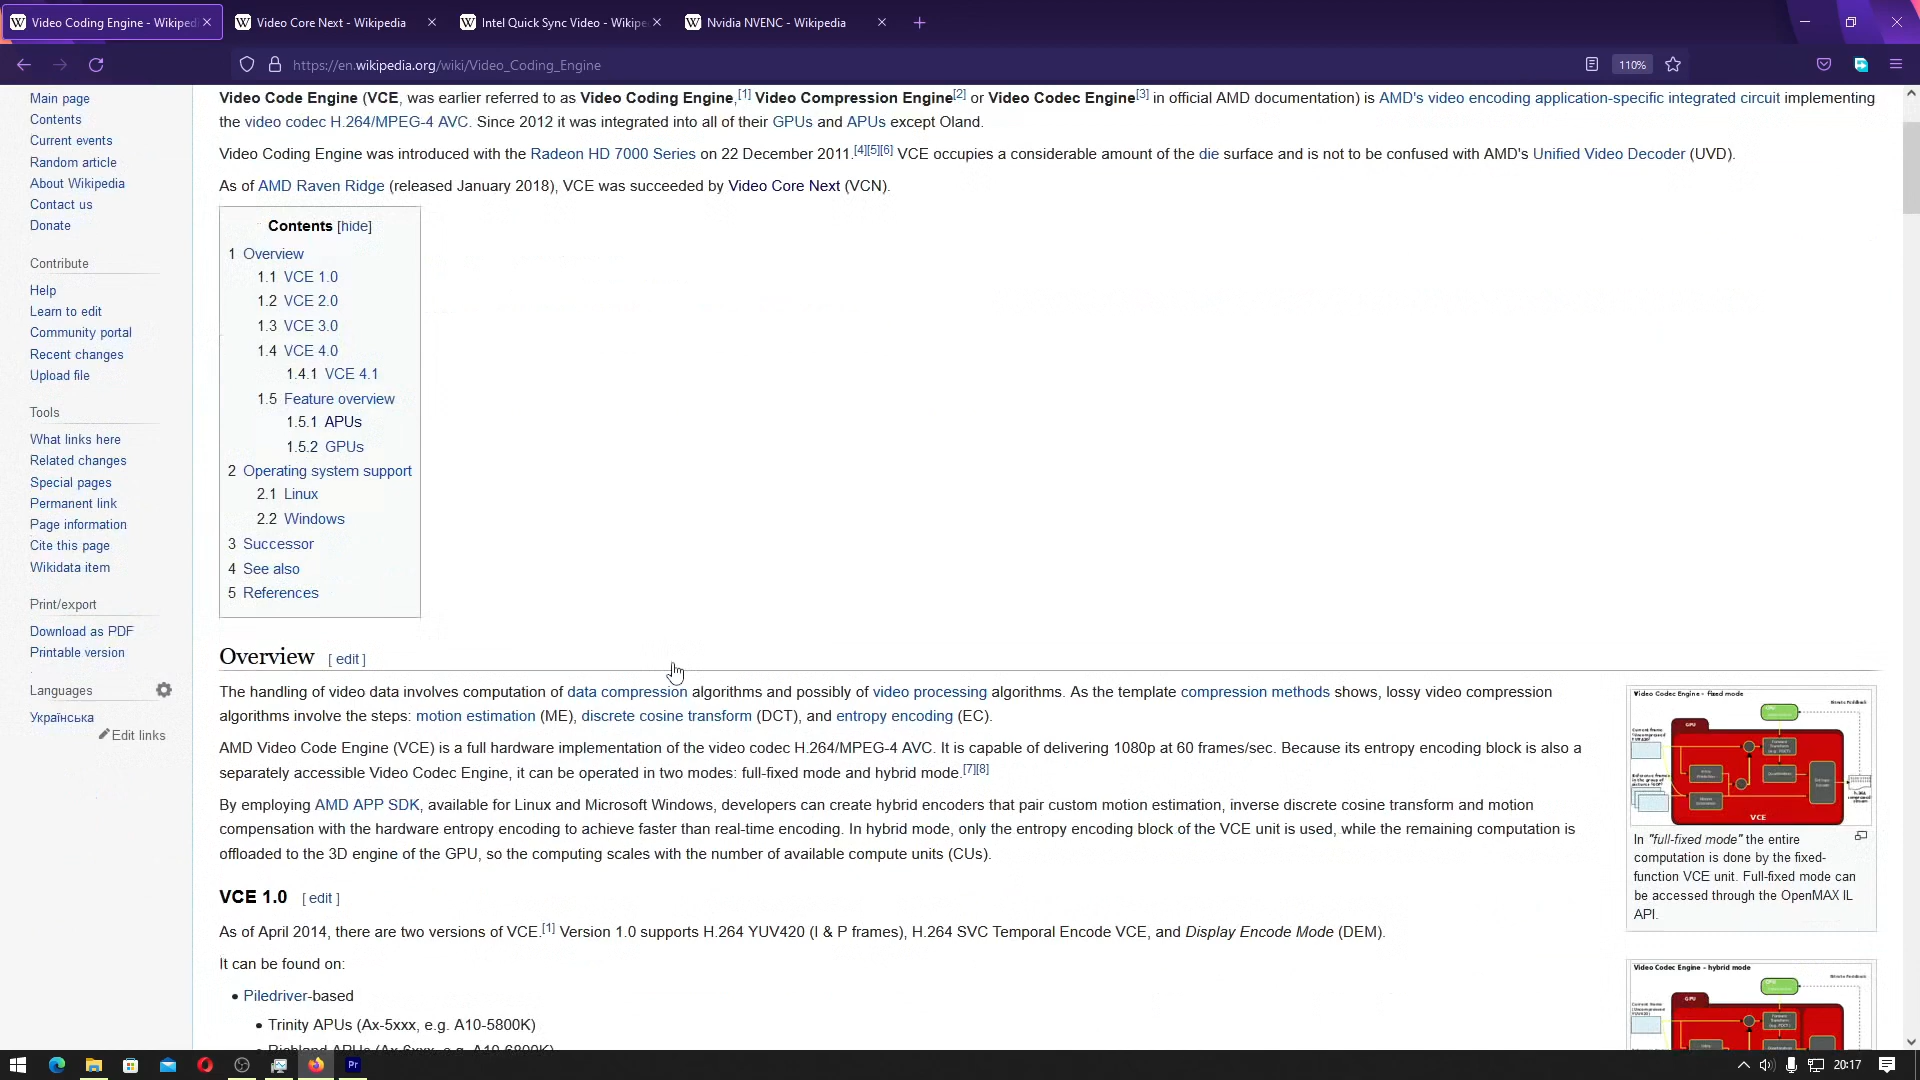 Video Coding Engine - Wikiped
Video Core Next - Wikipedia
Intel Quick Sync Video - Wikipe
Nvidia NVENC - Wikipedia
https://en.wikipedia.org/wiki/Video_Coding_Engine
110%
Main page
Contents
Current events
Random article
About Wikipedia
Contact us
Donate
Contribute
Help
Learn to edit
Community portal
Recent changes
Upload file
Tools
What links here
Related changes
Special pages
Permanent link
Page information
Cite this page
Wikidata item
Print/export
Download as PDF
Printable version
Languages
Українська
Edit links
Video Code Engine (VCE, was earlier referred to as Video Coding Engine,[1] Video Compression Engine[2] or Video Codec Engine[3] in official AMD documentation) is AMD's video encoding application-specific integrated circuit implementing
the video codec H.264/MPEG-4 AVC. Since 2012 it was integrated into all of their GPUs and APUs except Oland.
Video Coding Engine was introduced with the Radeon HD 7000 Series on 22 December 2011.[4][5][6] VCE occupies a considerable amount of the die surface and is not to be confused with AMD's Unified Video Decoder (UVD).
As of AMD Raven Ridge (released January 2018), VCE was succeeded by Video Core Next (VCN).
Contents [hide]
1 Overview
1.1 VCE 1.0
1.2 VCE 2.0
1.3 VCE 3.0
1.4 VCE 4.0
1.4.1 VCE 4.1
1.5 Feature overview
1.5.1 APUs
1.5.2 GPUs
2 Operating system support
2.1 Linux
2.2 Windows
3 Successor
4 See also
5 References
Overview [ edit ]
The handling of video data involves computation of data compression algorithms and possibly of video processing algorithms. As the template compression methods shows, lossy video compression
algorithms involve the steps: motion estimation (ME), discrete cosine transform (DCT), and entropy encoding (EC).
AMD Video Code Engine (VCE) is a full hardware implementation of the video codec H.264/MPEG-4 AVC. It is capable of delivering 1080p at 60 frames/sec. Because its entropy encoding block is also a
separately accessible Video Codec Engine, it can be operated in two modes: full-fixed mode and hybrid mode.[7][8]
By employing AMD APP SDK, available for Linux and Microsoft Windows, developers can create hybrid encoders that pair custom motion estimation, inverse discrete cosine transform and motion
compensation with the hardware entropy encoding to achieve faster than real-time encoding. In hybrid mode, only the entropy encoding block of the VCE unit is used, while the remaining computation is
offloaded to the 3D engine of the GPU, so the computing scales with the number of available compute units (CUs).
VCE 1.0 [ edit ]
As of April 2014, there are two versions of VCE.[1] Version 1.0 supports H.264 YUV420 (I & P frames), H.264 SVC Temporal Encode VCE, and Display Encode Mode (DEM).
It can be found on:
• Piledriver-based
• Trinity APUs (Ax-5xxx, e.g. A10-5800K)
• Richland APUs (Ax-6xxx, e.g. A10-6800K)
Video Codec Engine - fixed mode
GPU
VCE
In "full-fixed mode" the entire
computation is done by the fixed-
function VCE unit. Full-fixed mode can
be accessed through the OpenMAX IL
API.
Video Codec Engine - hybrid mode
GPU
Pr
20:17